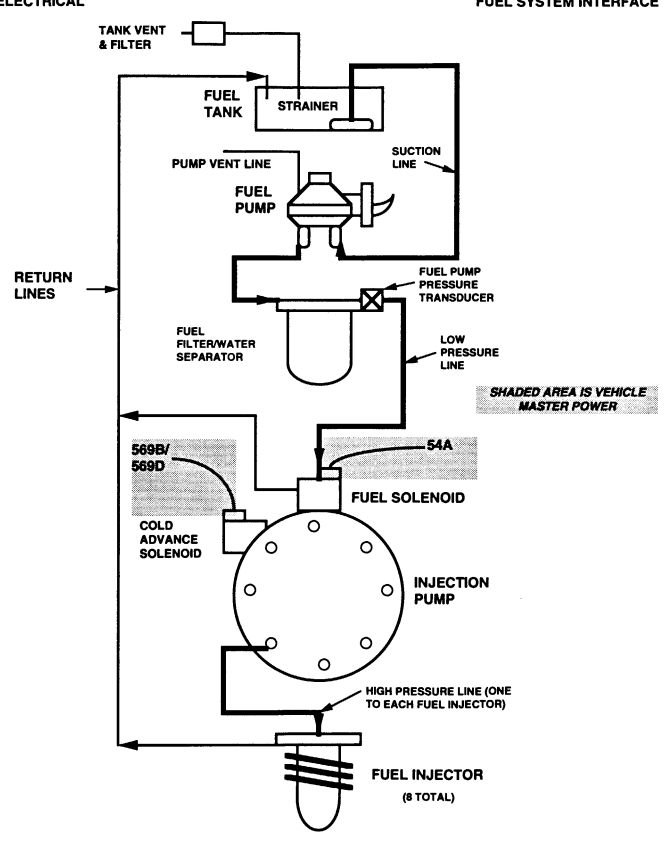 ELECTRICAL
FUEL SYSTEM INTERFACE
TANK VENT
& FILTER
FUEL
TANK
STRAINER
SUCTION
LINE
PUMP VENT LINE
FUEL
PUMP
RETURN
LINES
FUEL PUMP
PRESSURE
TRANSDUCER
FUEL
FILTER/WATER
SEPARATOR
LOW
PRESSURE
LINE
SHADED AREA IS VEHICLE
MASTER POWER
569B/
569D
54A
FUEL SOLENOID
COLD
ADVANCE
SOLENOID
INJECTION
PUMP
HIGH PRESSURE LINE (ONE
TO EACH FUEL INJECTOR)
FUEL INJECTOR
(8 TOTAL)